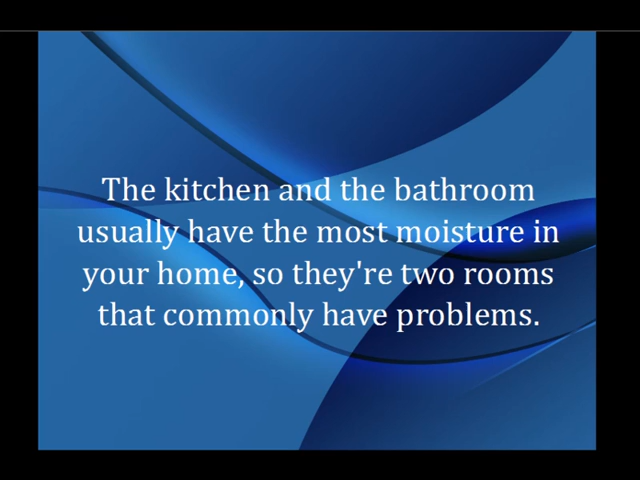 The kitchen and the bathroom
usually have the most moisture in
your home, so they're two rooms
that commonly have problems.